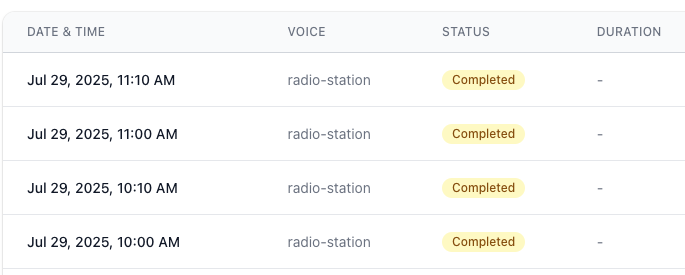 DATE & TIME VOICE STATUS DURATION
Jul 29, 2025, 11:10 AM radio-station Completed -
Jul 29, 2025, 11:00 AM radio-station Completed -
Jul 29, 2025, 10:10 AM radio-station Completed -
Jul 29, 2025, 10:00 AM radio-station Completed -